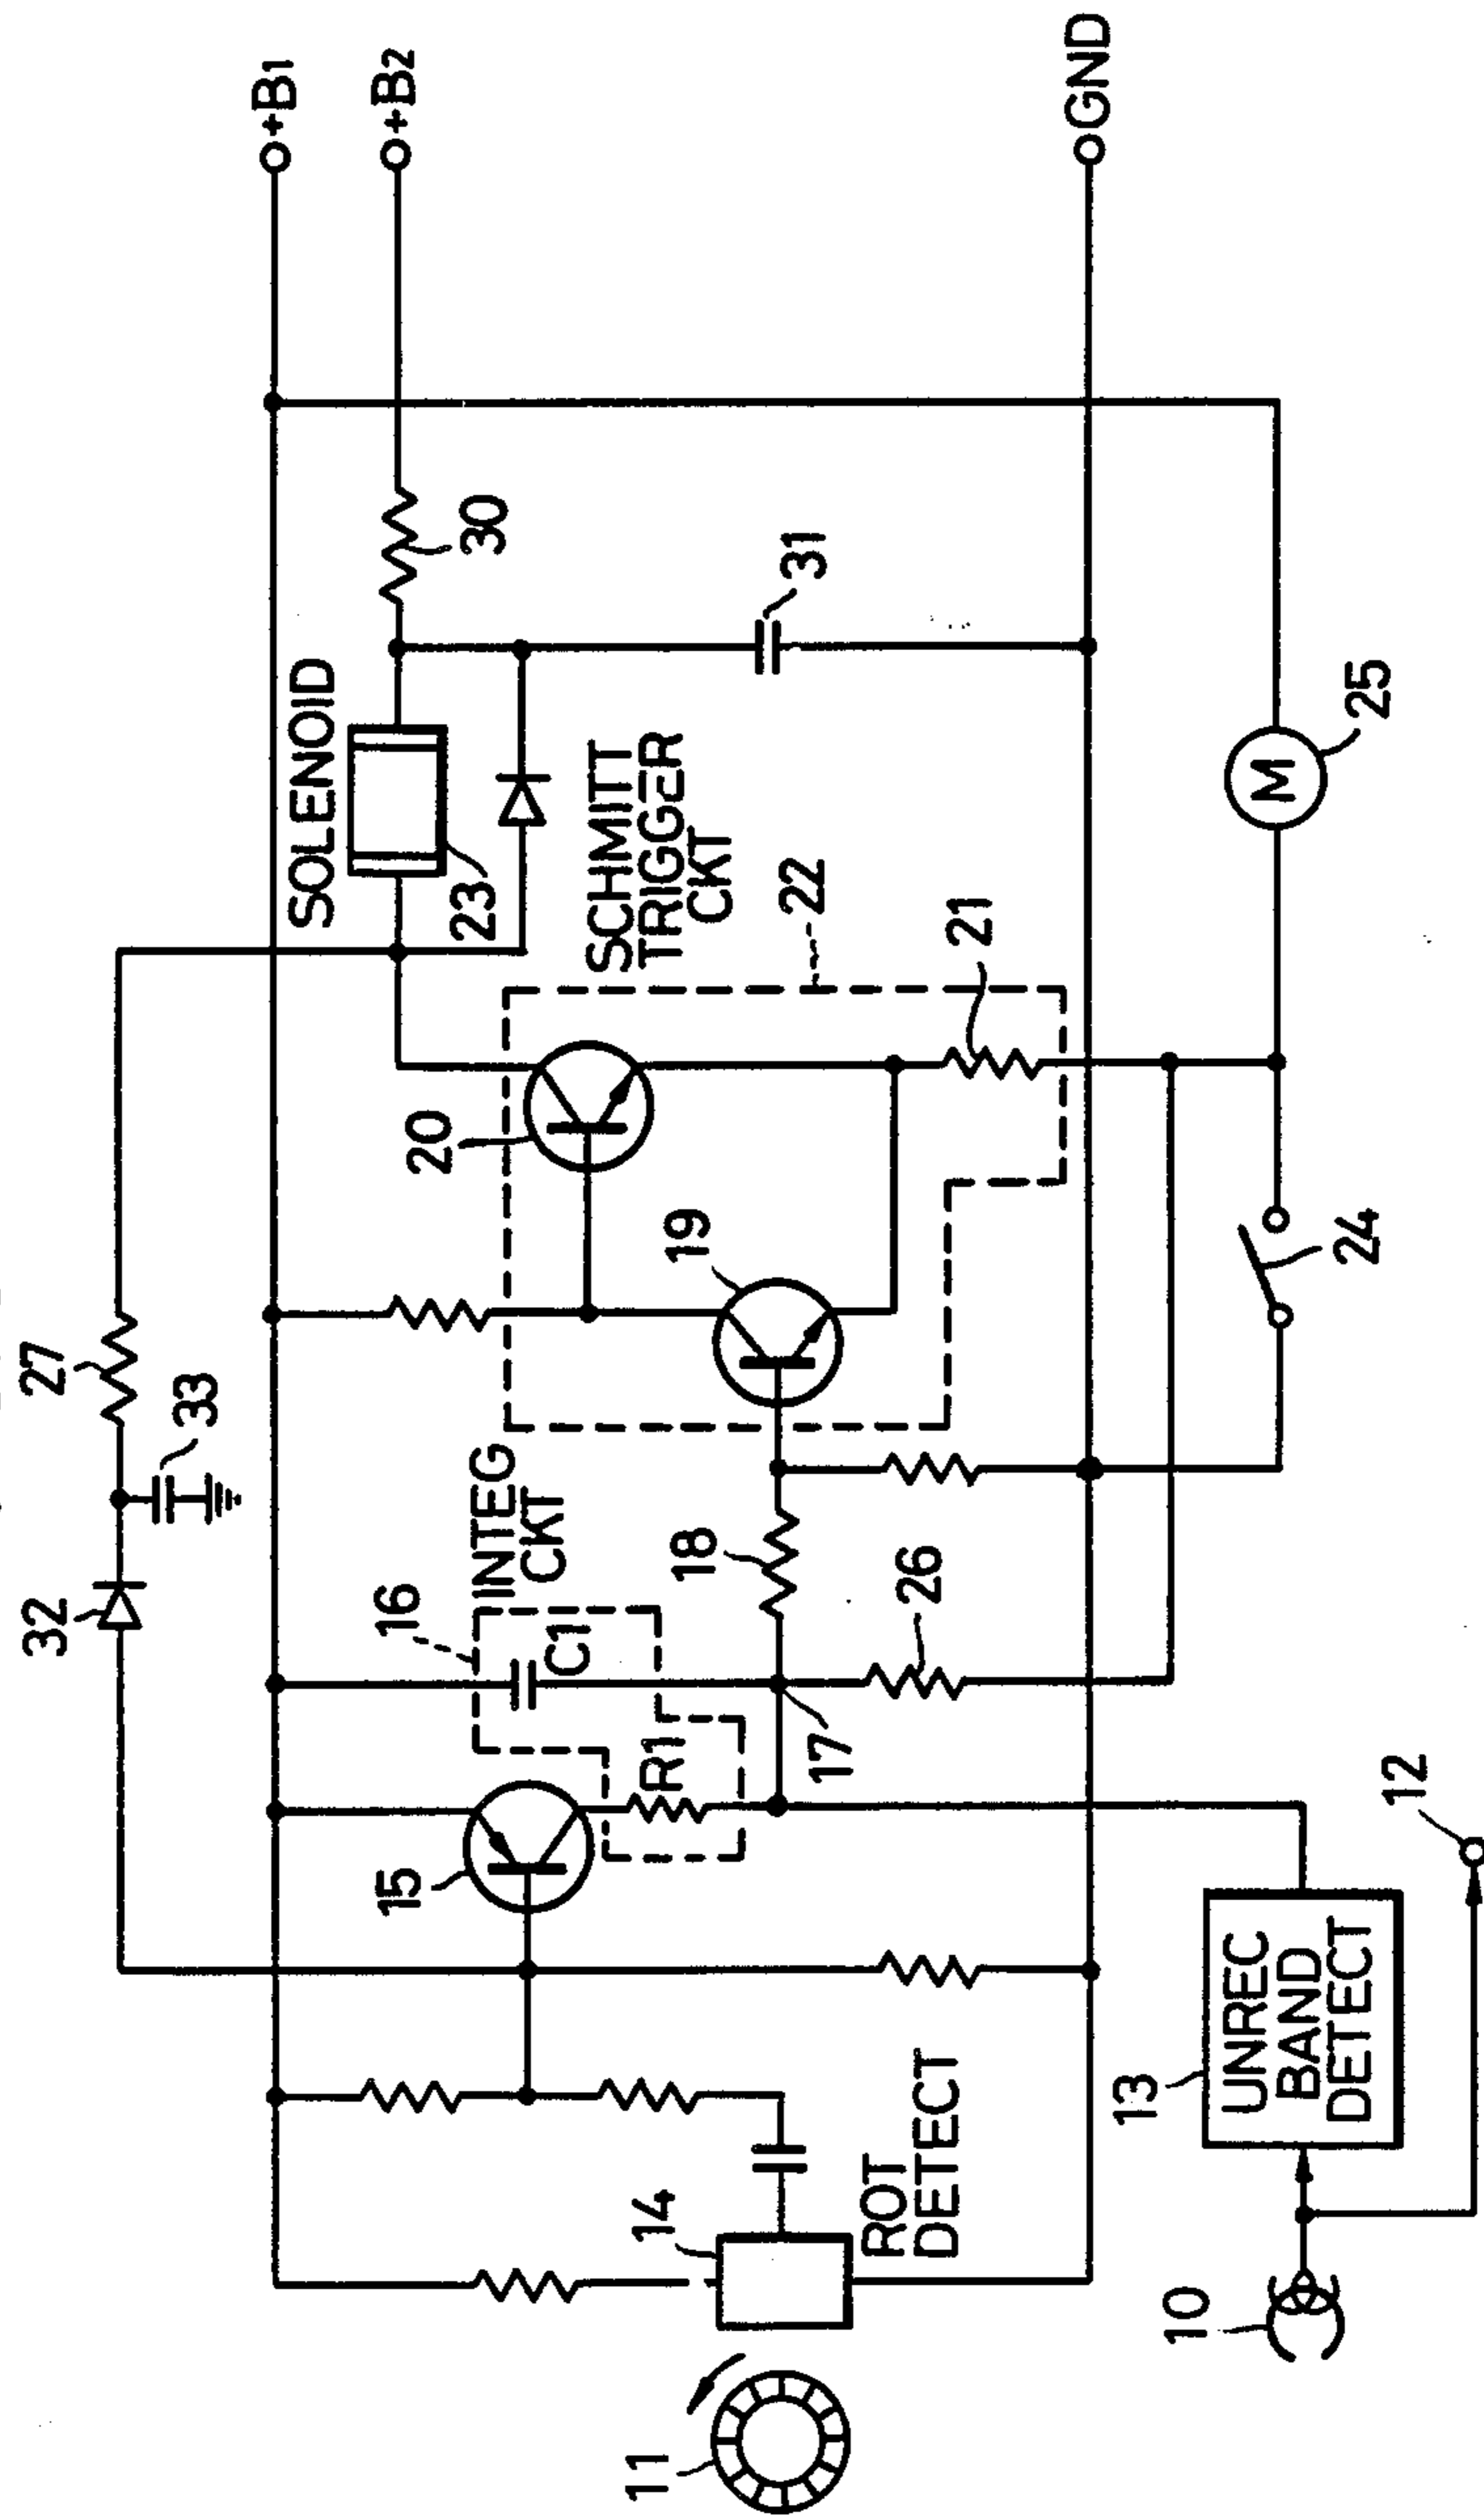 +B1
+B2
GND
30
31
SOLENOID
23
SCHMITT
TRIGGER
CKT
22
21
25
M
20
19
24
27
33
32
INTEG
CKT
16
C1
18
26
17
R1
15
12
13
UNREC
BAND
DETECT
14
ROT
DETECT
10
11